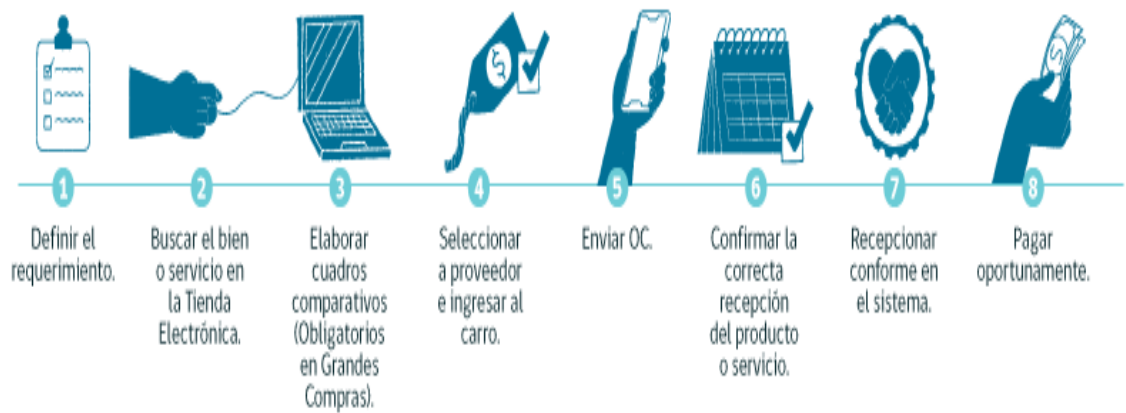 1
Definir el
requerimiento.
2
Buscar el bien
o servicio en
la Tienda
Electrónica.
3
Elaborar
cuadros
comparativos
(Obligatorios
en Grandes
Compras).
4
Seleccionar
a proveedor
e ingresar al
carro.
5
Enviar OC.
6
Confirmar la
correcta
recepción
del producto
o servicio.
7
Recepcionar
conforme en
el sistema.
8
Pagar
oportunamente.